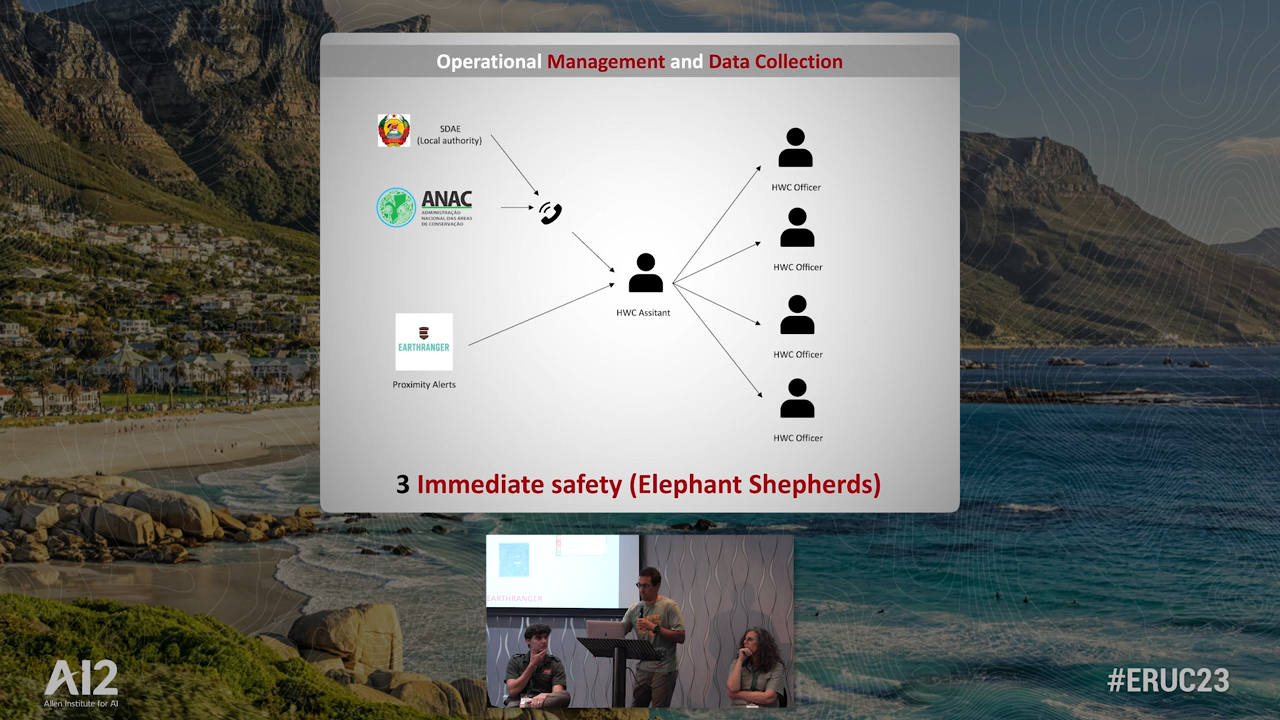 Operational Management and Data Collection
SDAE
(Local authority)
ANAC
ADMINISTRAÇÃO
NACIONAL DAS ÁREAS
DE CONSERVAÇÃO
EARTHRANGER
Proximity Alerts
HWC Assitant
HWC Officer
HWC Officer
HWC Officer
HWC Officer
3 Immediate safety (Elephant Shepherds)
EARTHRANGER
AI2
Allen Institute for AI
#ERUC23